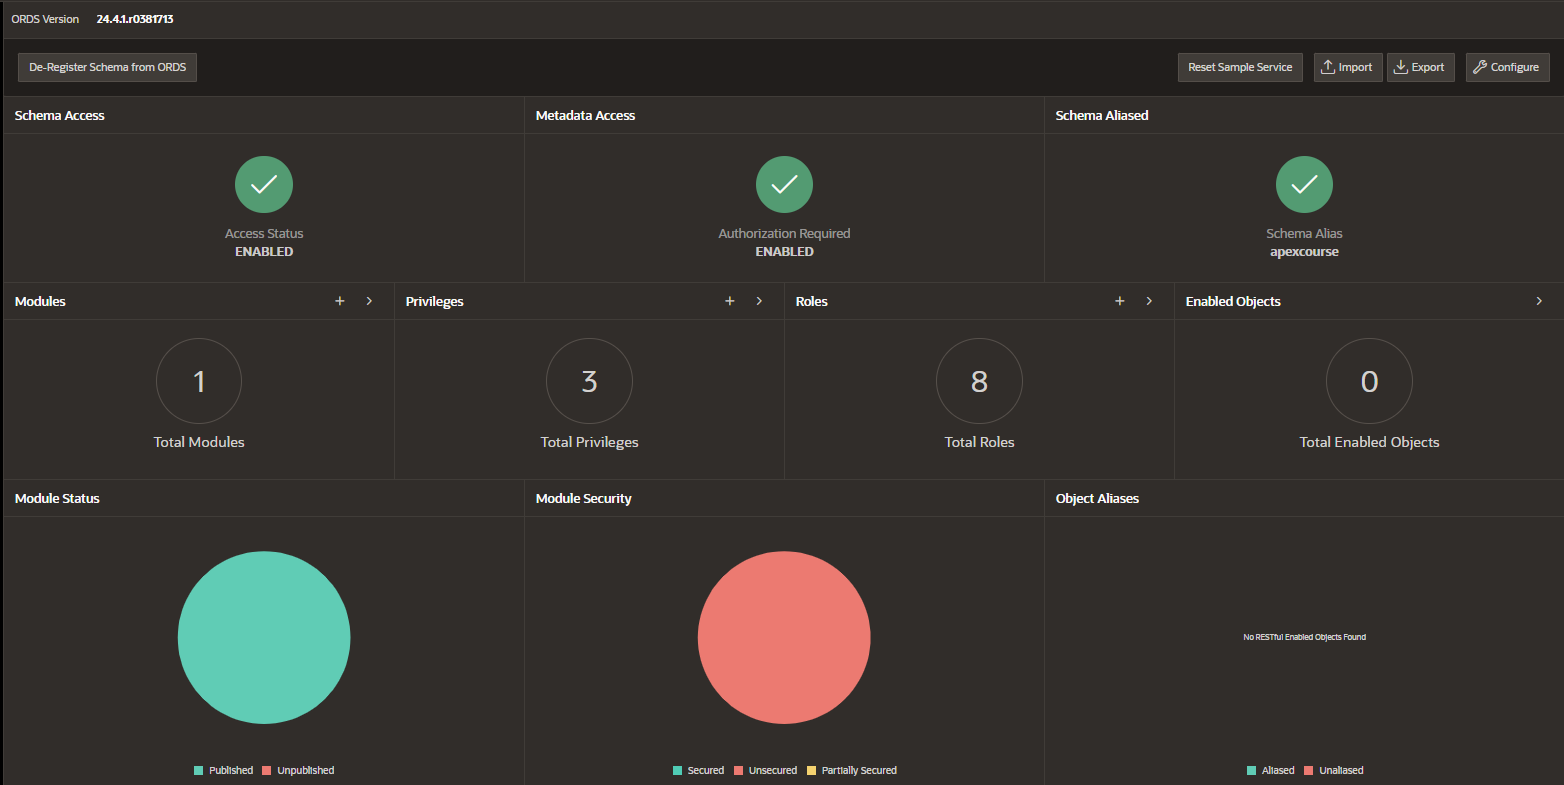 ORDS Version 24.4.1.r0381713
De-Register Schema from ORDS Reset Sample Service Import Export Configure
Schema Access Metadata Access Schema Aliased
Access Status Authorization Required Schema Alias
ENABLED ENABLED apexcourse
Modules + > Privileges + > Roles + > Enabled Objects >
1 3 8 0
Total Modules Total Privileges Total Roles Total Enabled Objects
Module Status Module Security Object Aliases
No RESTful Enabled Objects Found
Published Unpublished Secured Unsecured Partially Secured Aliased Unaliased